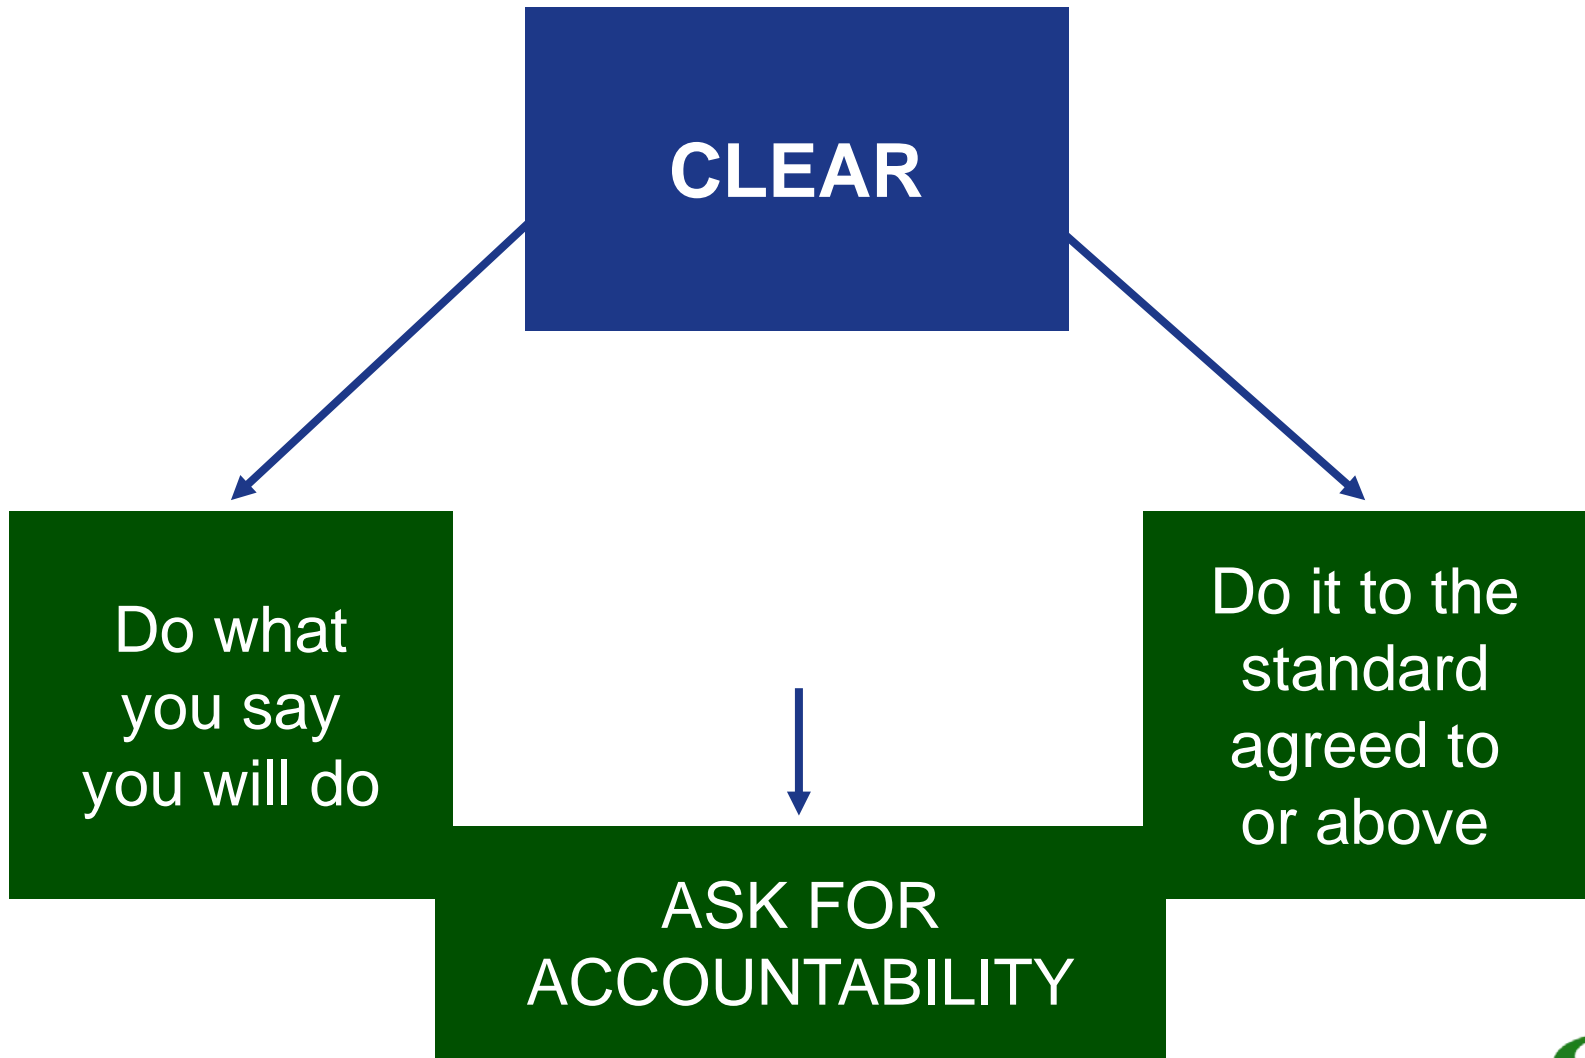 CLEAR
Do what
you say
you will do
Do it to the
standard
agreed to
or above
ASK FOR
ACCOUNTABILITY